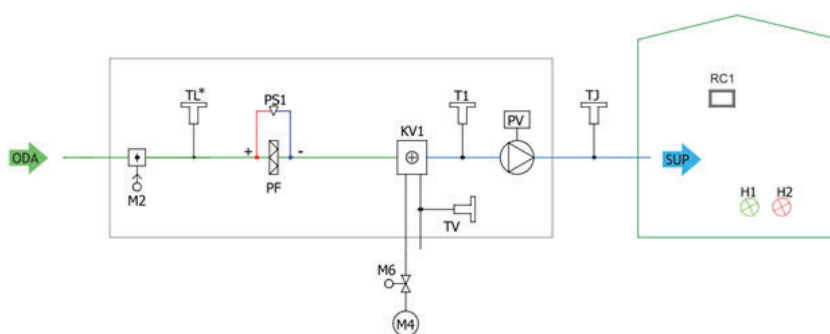 RC1
TL*
PS1
T1
TJ
PV
KV1
ODA
+
-
SUP
M2
PF
TV
H1
H2
M6
M4